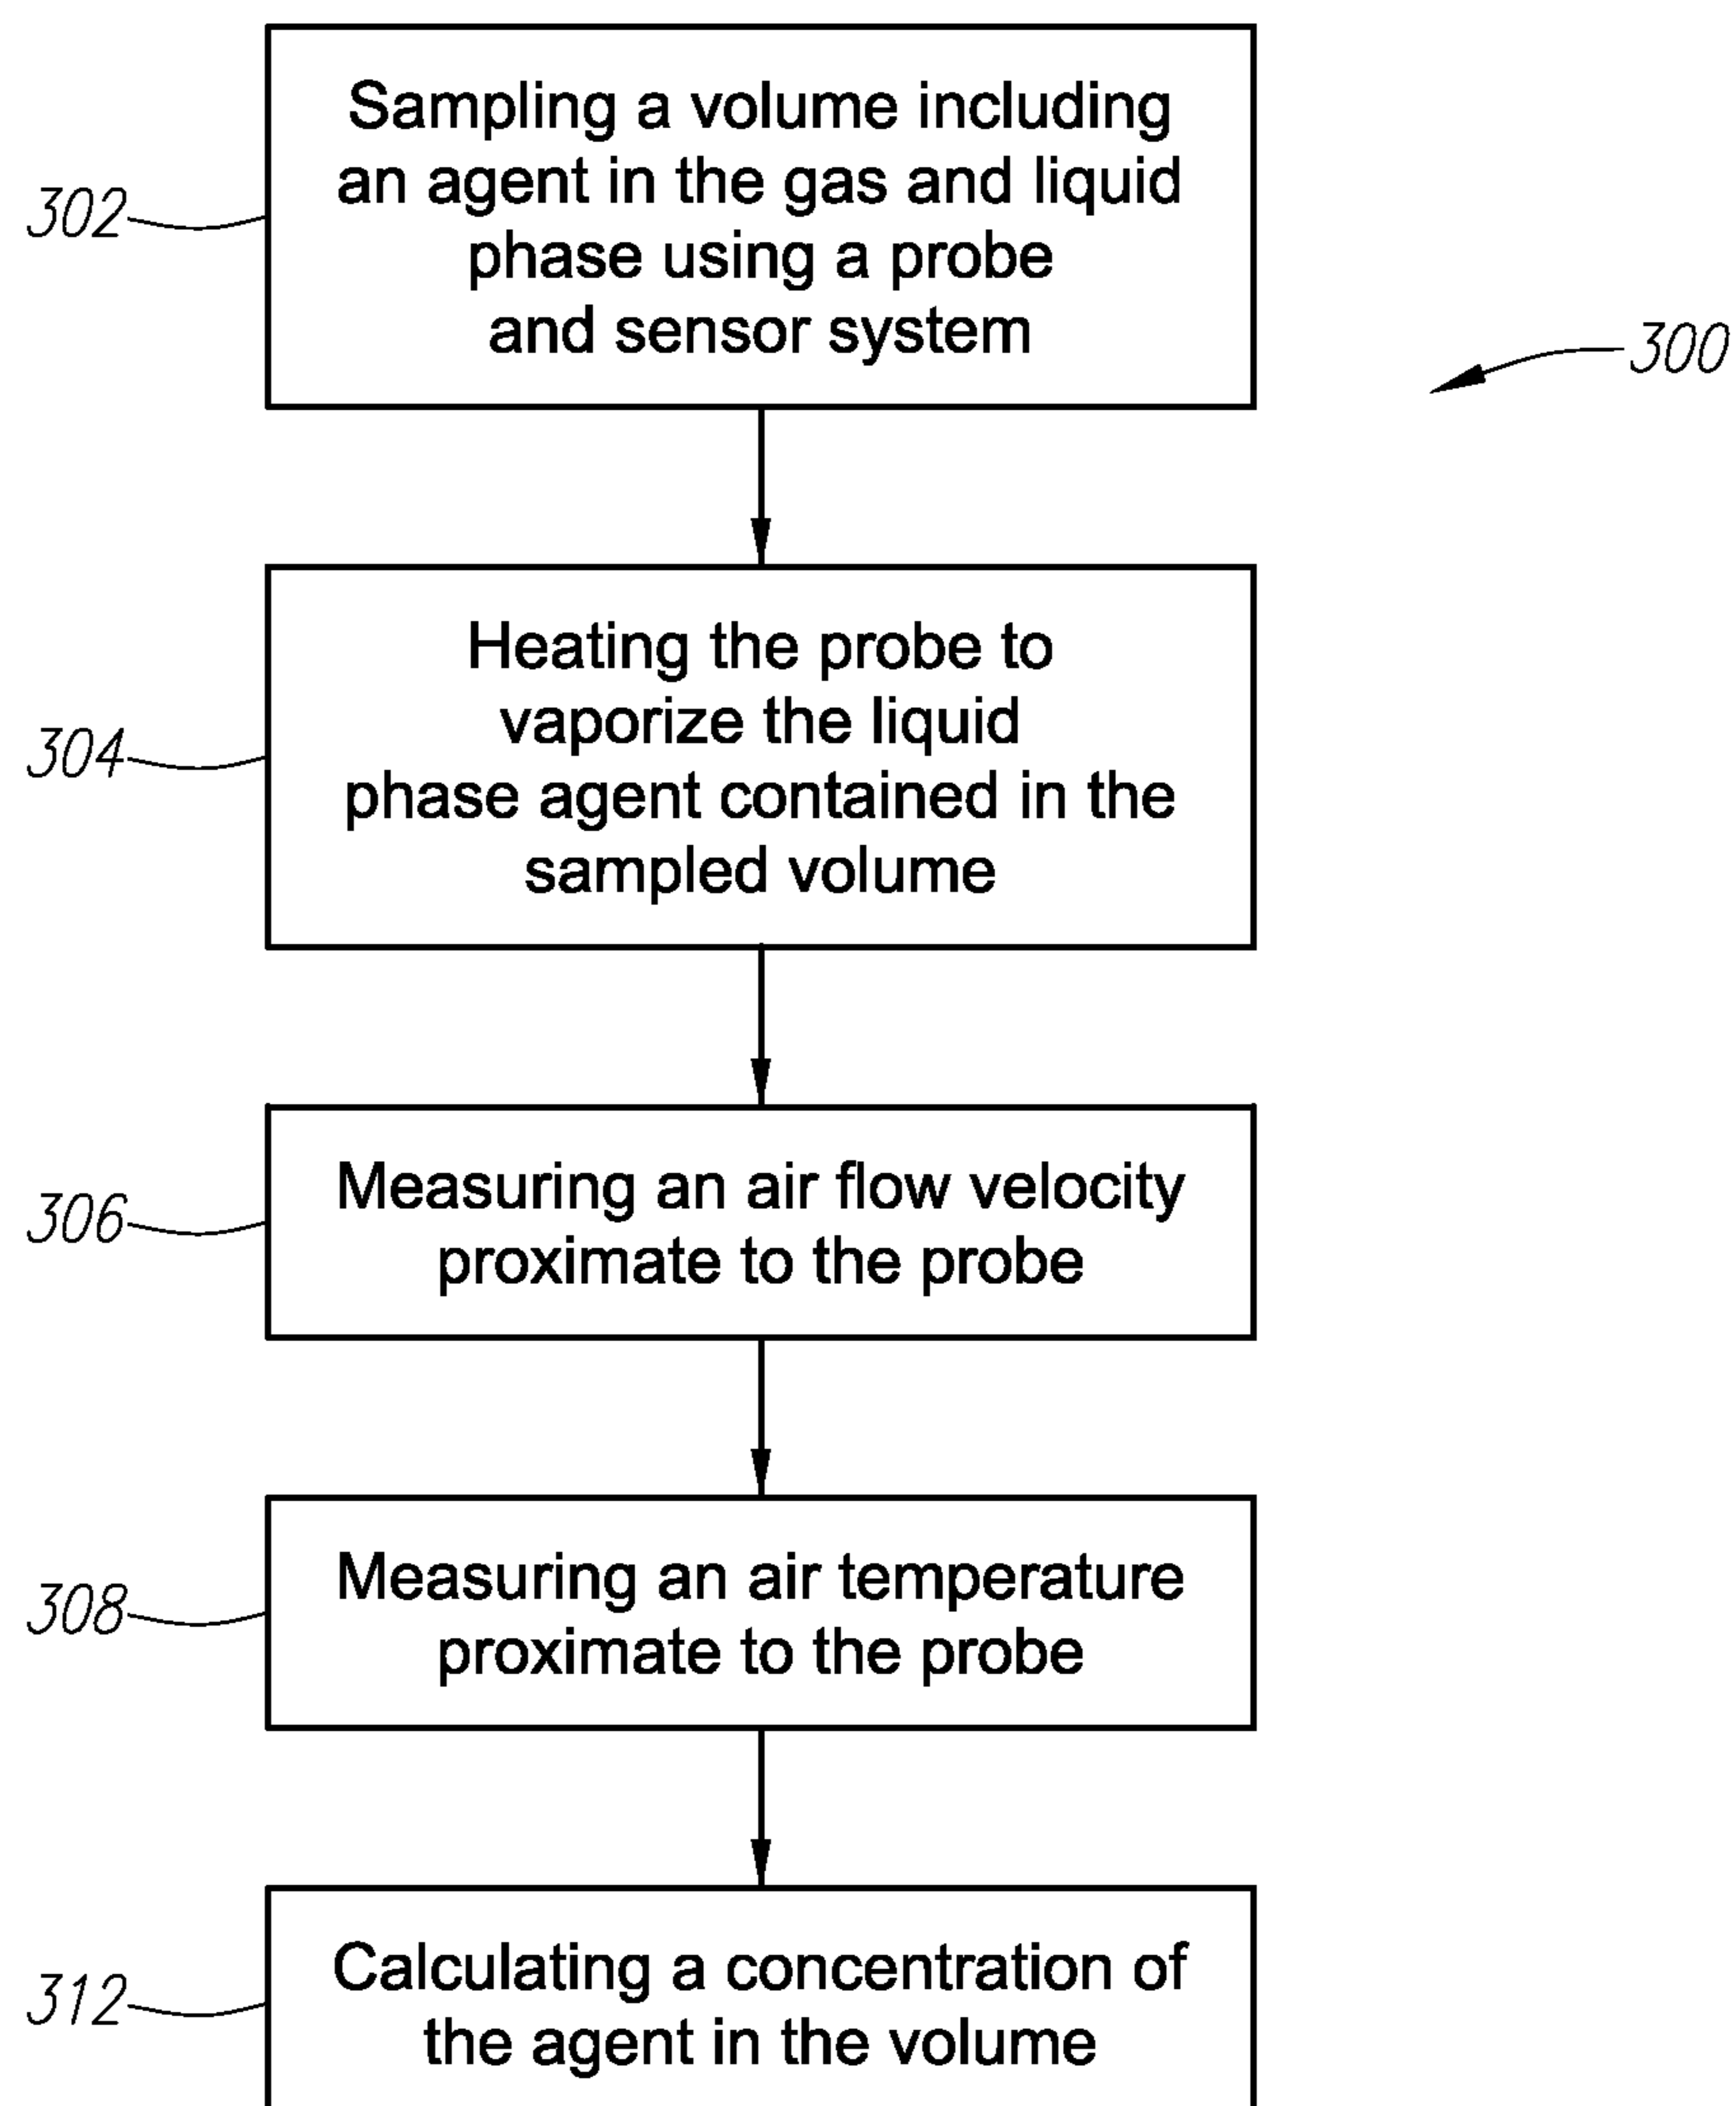 302
Sampling a volume including
an agent in the gas and liquid
phase using a probe
and sensor system
300
304
Heating the probe to
vaporize the liquid
phase agent contained in the
sampled volume
306
Measuring an air flow velocity
proximate to the probe
308
Measuring an air temperature
proximate to the probe
312
Calculating a concentration of
the agent in the volume